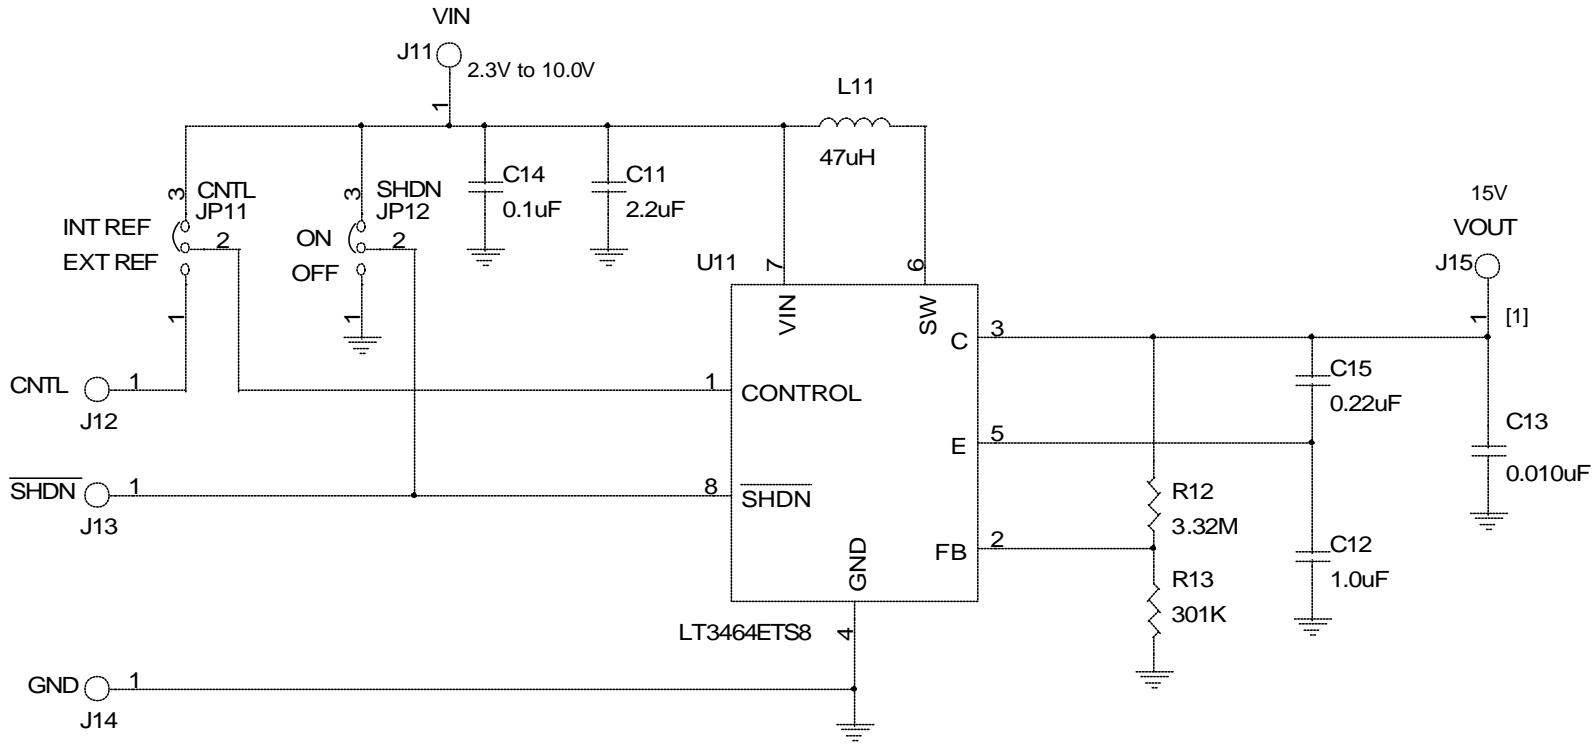 VIN
J11
2.3V to 10.0V
1
L11
47uH
3
CNTL
JP11
INT REF
2
EXT REF
1
3
SHDN
JP12
ON
2
OFF
1
C14
0.1uF
C11
2.2uF
U11
7
6
VIN
SW
15V
VOUT
J15
1
[1]
C
3
CNTL
1
J12
1
CONTROL
C15
0.22uF
E
5
C13
0.010uF
SHDN
1
J13
8
SHDN
R12
3.32M
FB
2
GND
C12
1.0uF
R13
301K
LT3464ETS8
4
GND
1
J14